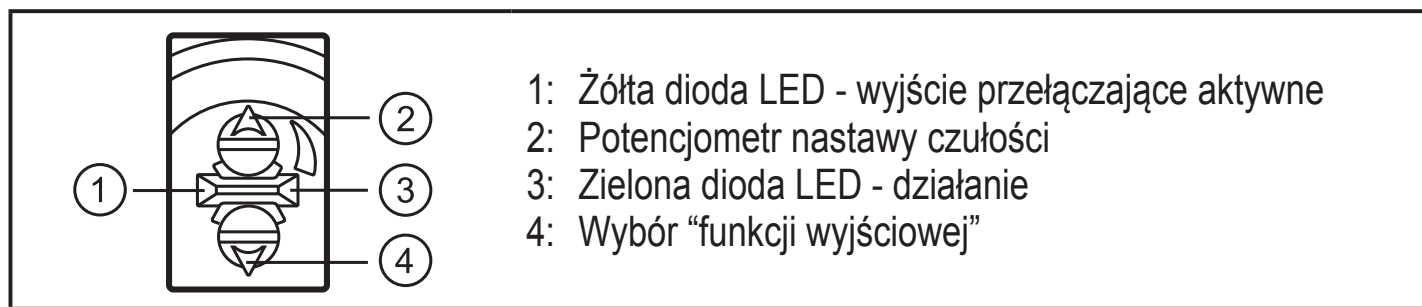 1: Żółta dioda LED - wyjście przełączające aktywne
2: Potencjometr nastawy czułości
3: Zielona dioda LED - działanie
4: Wybór “funkcji wyjściowej”
2
1
3
4